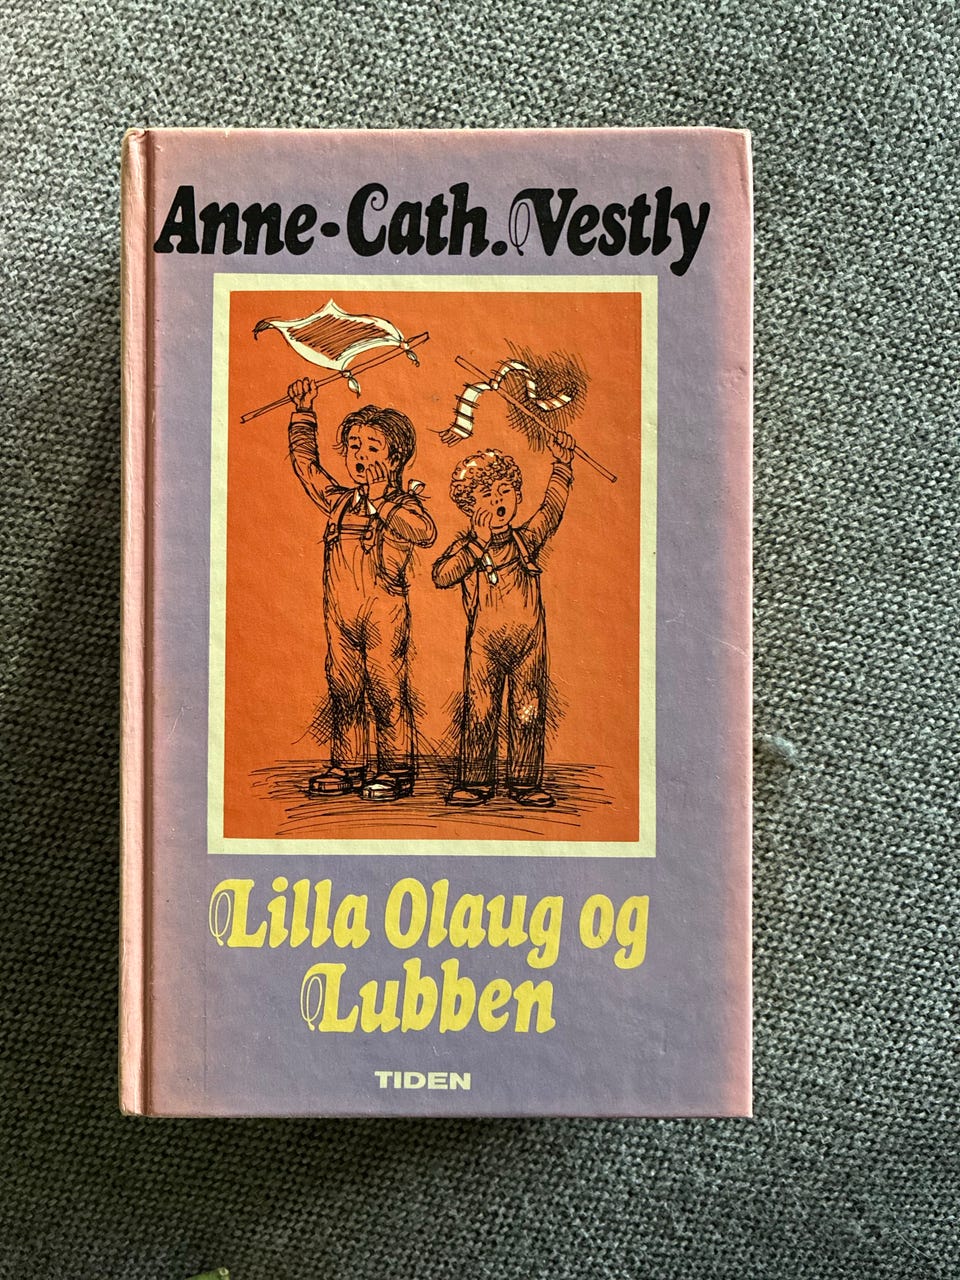 Anne-Cath. Vestly
Lilla Olaug og
Lubben
TIDEN